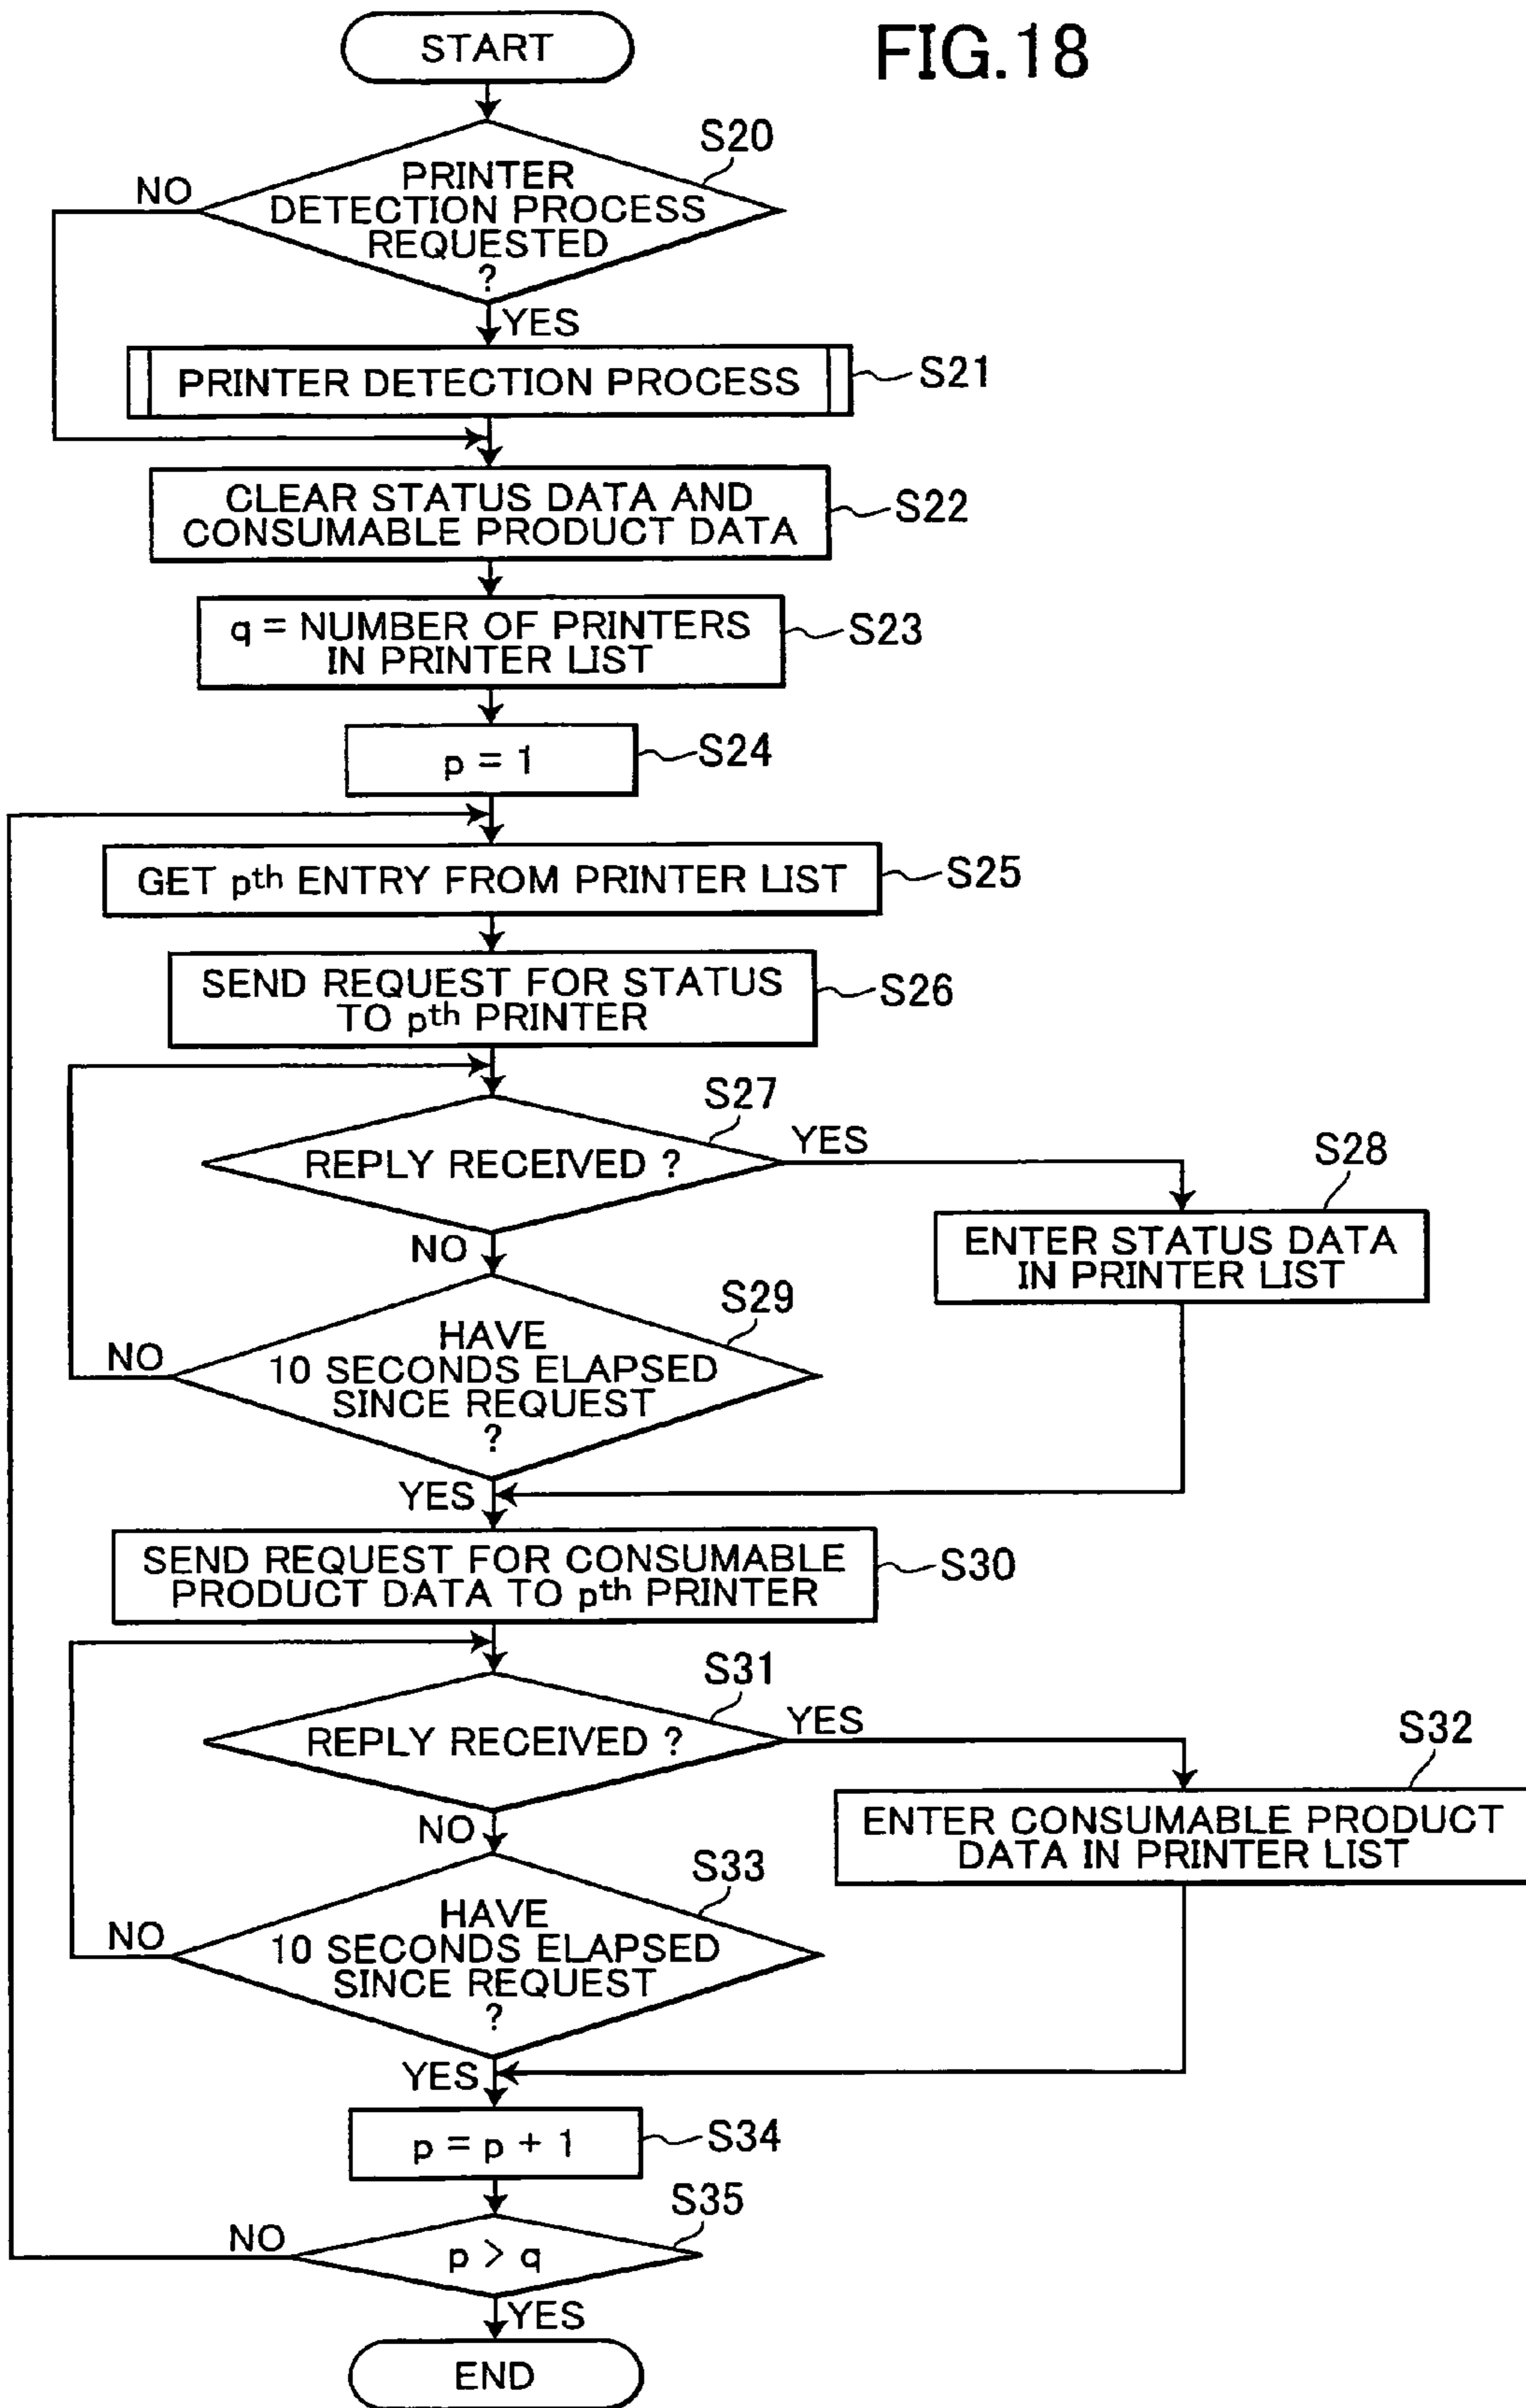 FIG.18
START
S20
NO
PRINTER
DETECTION PROCESS
REQUESTED
?
YES
PRINTER DETECTION PROCESS
S21
CLEAR STATUS DATA AND
CONSUMABLE PRODUCT DATA
S22
q = NUMBER OF PRINTERS
IN PRINTER LIST
S23
p = 1
S24
GET pth ENTRY FROM PRINTER LIST
S25
SEND REQUEST FOR STATUS
TO pth PRINTER
S26
S27
REPLY RECEIVED ?
YES
S28
NO
ENTER STATUS DATA
IN PRINTER LIST
S29
HAVE
10 SECONDS ELAPSED
SINCE REQUEST
?
NO
YES
SEND REQUEST FOR CONSUMABLE
PRODUCT DATA TO pth PRINTER
S30
S31
REPLY RECEIVED ?
YES
S32
NO
ENTER CONSUMABLE PRODUCT
DATA IN PRINTER LIST
S33
HAVE
10 SECONDS ELAPSED
SINCE REQUEST
?
NO
YES
p = p + 1
S34
S35
NO
p > q
YES
END